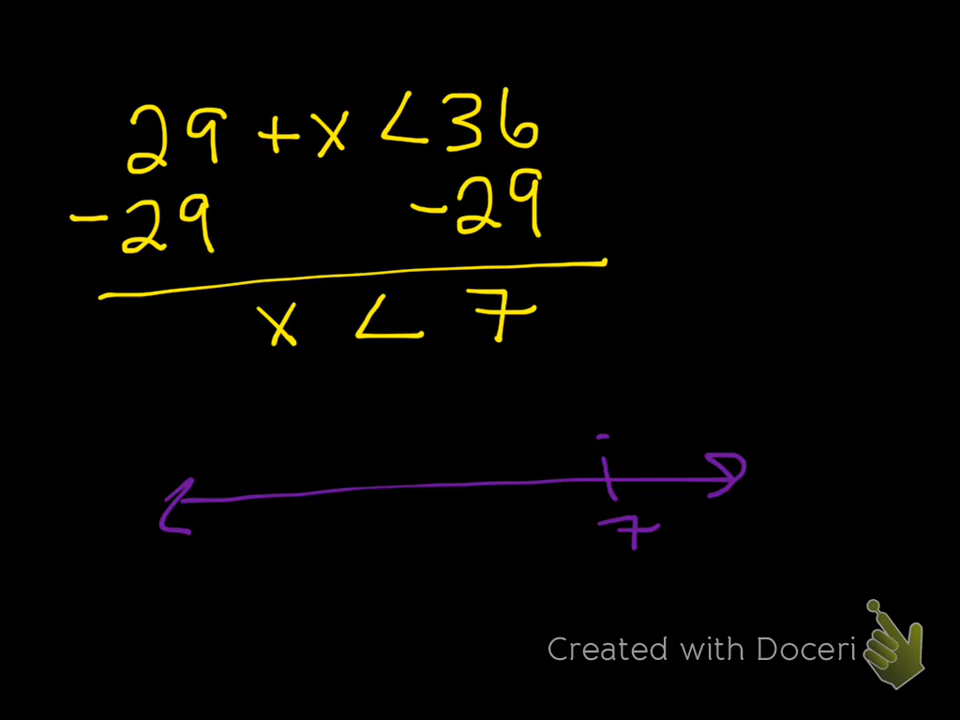 29 + x < 36
- 29 - 29
x < 7
7
Created with Doceri